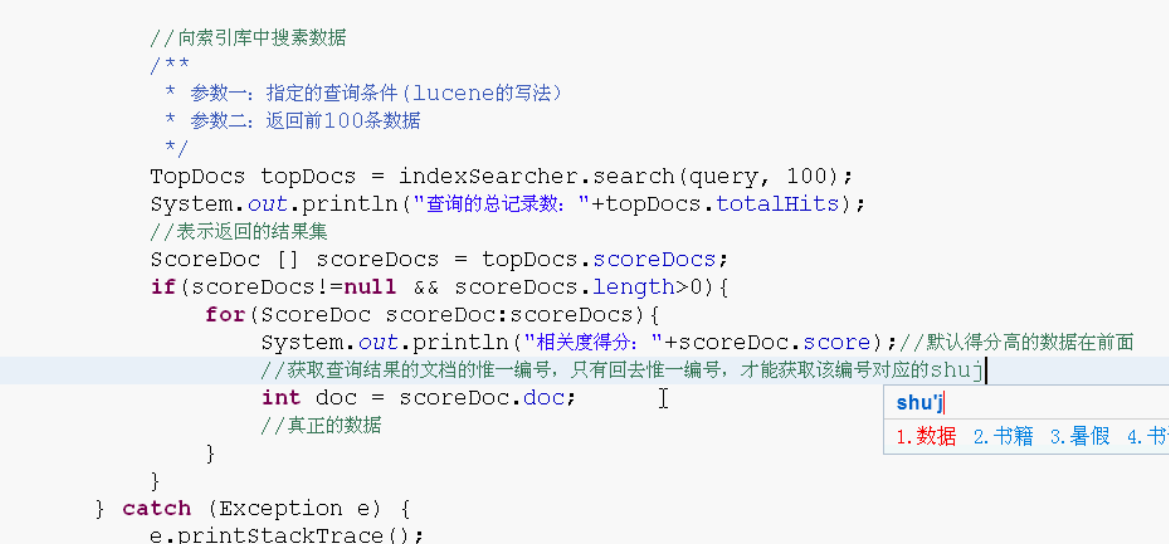 //向索引库中搜素数据
/**
* 参数一：指定的查询条件(lucene的写法）
* 参数二：返回前100条数据
*/
TopDocs topDocs = indexSearcher.search(query, 100);
System.out.println("查询的总记录数："+topDocs.totalHits);
//表示返回的结果集
ScoreDoc [] scoreDocs = topDocs.scoreDocs;
if(scoreDocs!=null && scoreDocs.length>0){
for(ScoreDoc scoreDoc:scoreDocs){
System.out.println("相关度得分："+scoreDoc.score);//默认得分高的数据在前面
//获取查询结果的文档的惟一编号，只有回去惟一编号，才能获取该编号对应的shuj
int doc = scoreDoc.doc;
shu'j
//真正的数据
1.数据 2.书籍 3.暑假 4.书
}
}
} catch (Exception e) {
e.printStackTrace();